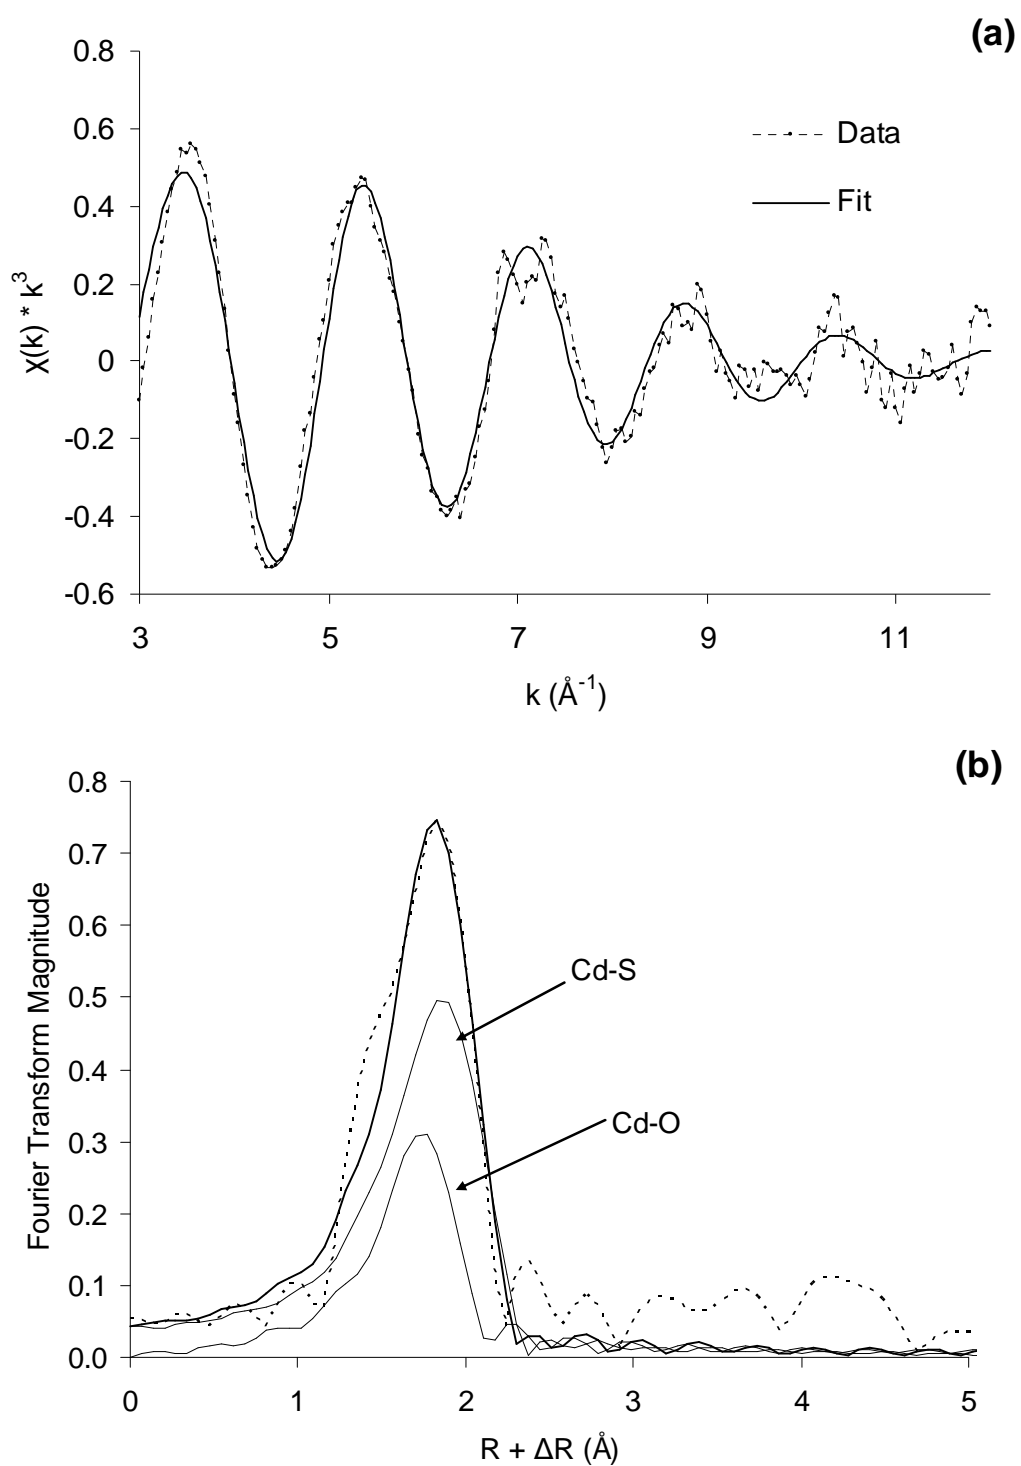 (a)
0.8
0.6
0.4
0.2
0
-0.2
-0.4
-0.6
χ(k) * k³
Data
Fit
3 5 7 9 11
k (Å⁻¹)
(b)
0.8
0.7
0.6
0.5
0.4
0.3
0.2
0.1
0.0
Fourier Transform Magnitude
Cd-S
Cd-O
0 1 2 3 4 5
R + ΔR (Å)